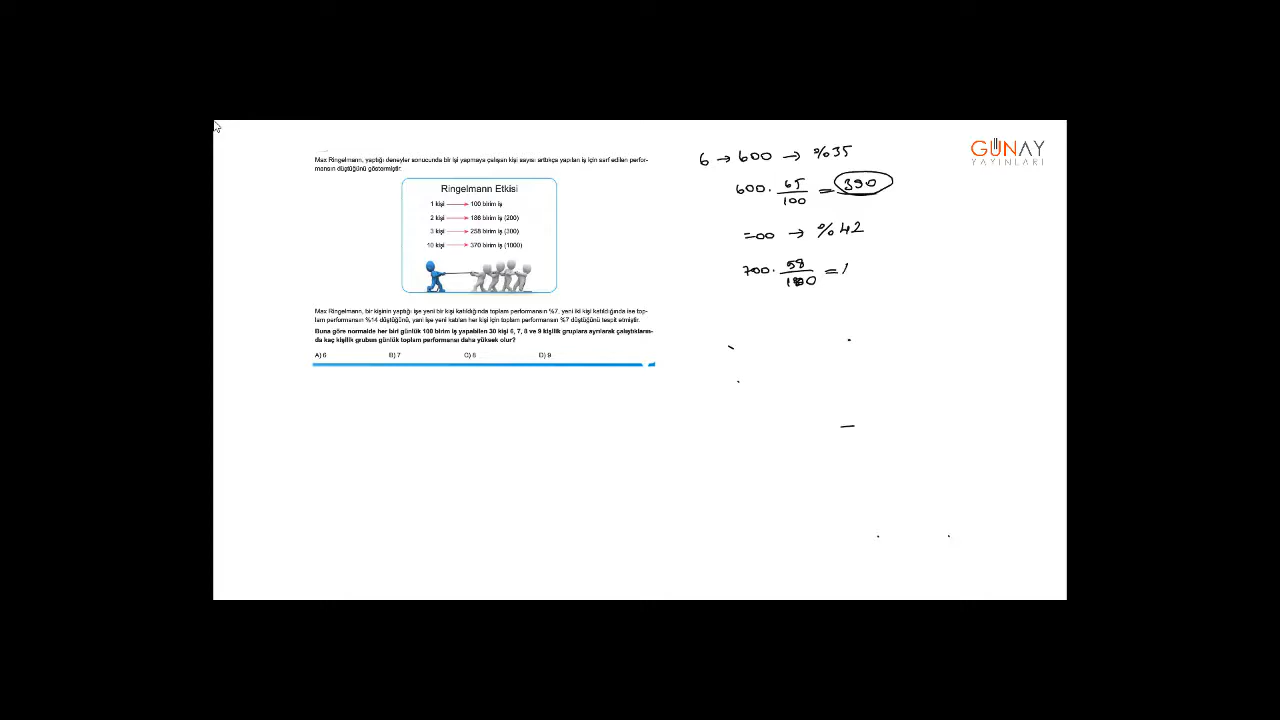 Max Ringelmann, yaptığı deneyler sonucunda bir işi yapmaya çalışan kişi sayısı arttıkça yapılan iş için sarf edilen perfor-
mansın düştüğünü göstermiştir.
Ringelmann Etkisi
1 kişi → 100 birim iş
2 kişi → 186 birim iş (200)
3 kişi → 258 birim iş (300)
10 kişi → 370 birim iş (1000)
Max Ringelmann, bir kişinin yaptığı işe yeni bir kişi katıldığında toplam performansın %7, yeni iki kişi katıldığında ise top-
lam performansın %14 düştüğünü, yani işe yeni katılan her kişi için toplam performansın %7 düştüğünü tespit etmiştir.
Buna göre normalde her biri günlük 100 birim iş yapabilen 30 kişi 6, 7, 8 ve 9 kişilik gruplara ayrılarak çalıştıkların-
da kaç kişilik grubun günlük toplam performansı daha yüksek olur?
A) 6 B) 7 C) 8 D) 9
6 → 600 → %35
600 · 65/100 = 390
=00 → %42
700 · 58/100 =
GÜNAY
YAYINLARI